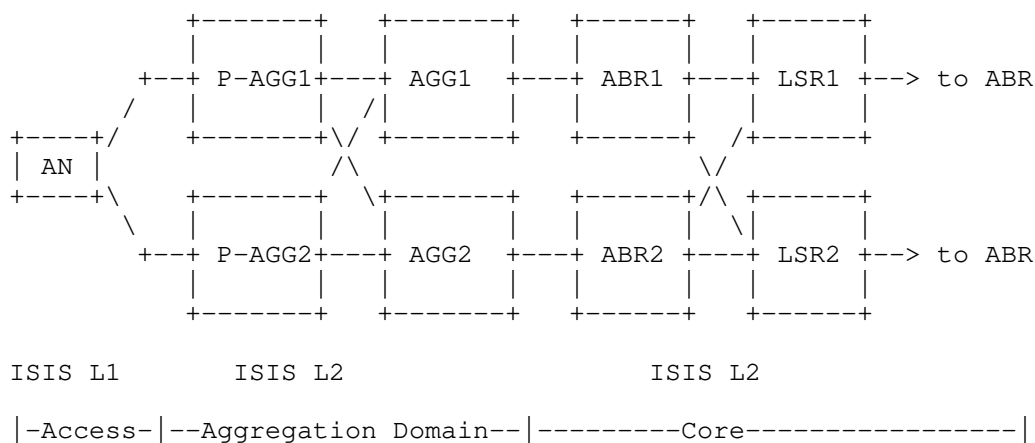 P-AGG1 AGG1 ABR1 LSR1 --> to ABR
AN
P-AGG2 AGG2 ABR2 LSR2 --> to ABR
ISIS L1 ISIS L2 ISIS L2
|-Access-|--Aggregation Domain--|---------Core-----------------|